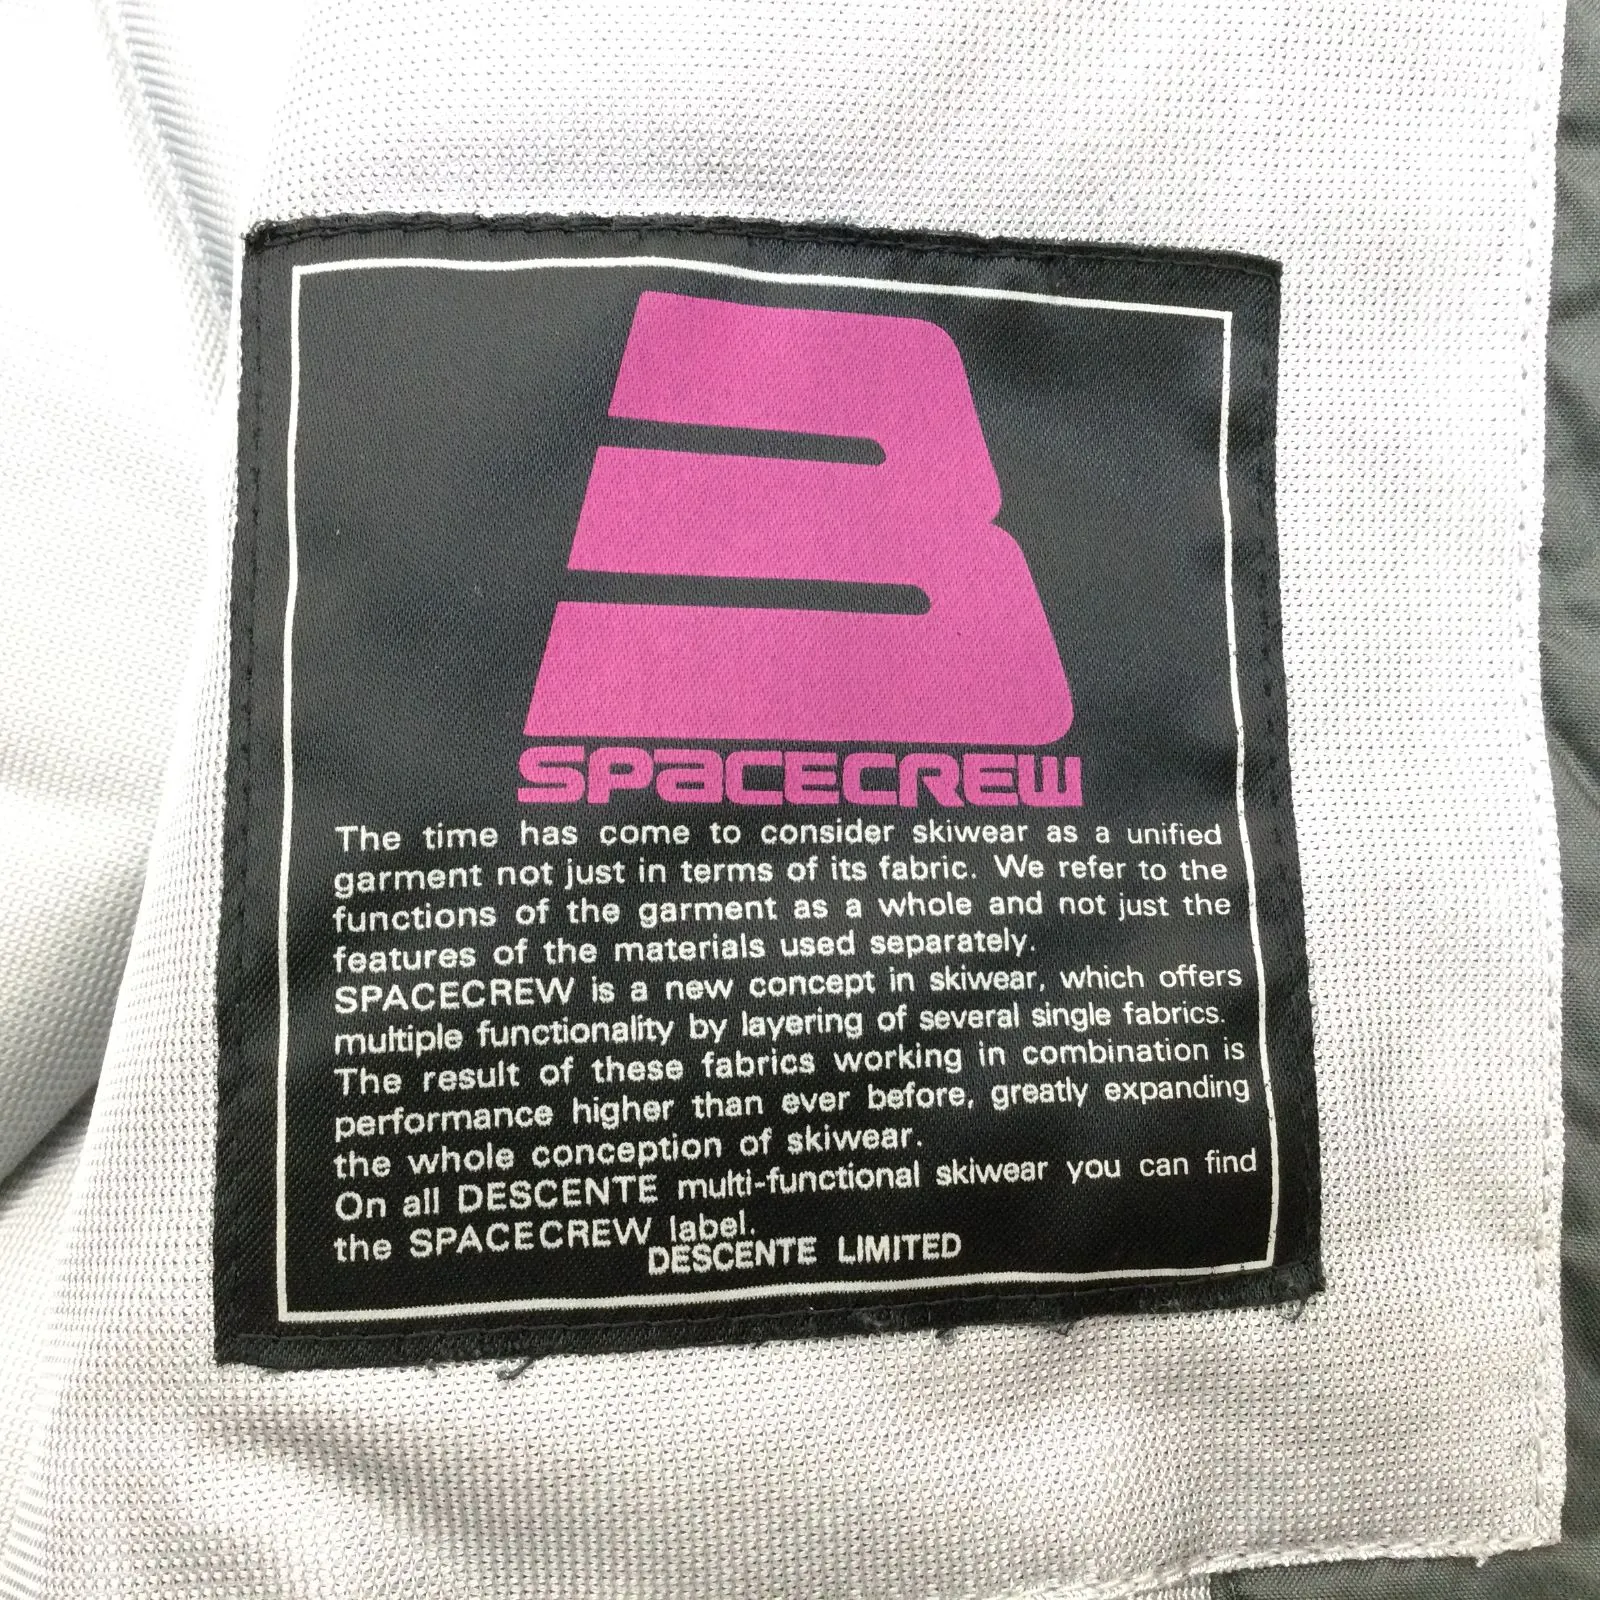 SPACECREW
The time has come to consider skiwear as a unified
garment not just in terms of its fabric. We refer to the
functions of the garment as a whole and not just the
features of the materials used separately.
SPACECREW is a new concept in skiwear, which offers
multiple functionality by layering of several single fabrics.
The result of these fabrics working in combination is
performance higher than ever before, greatly expanding
the whole conception of skiwear.
On all DESCENTE multi-functional skiwear you can find
the SPACECREW label.
DESCENTE LIMITED